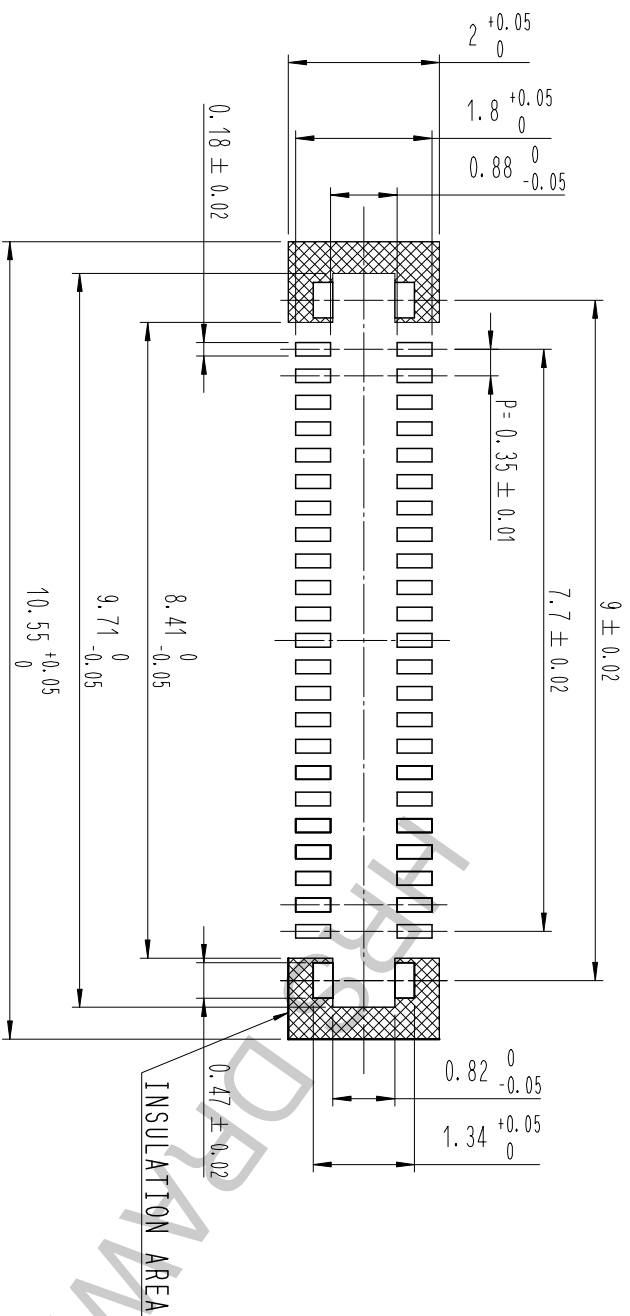 2 +0.05 0
1.8 +0.05 0
0.88 0 -0.05
0.18 ± 0.02
P= 0.35 ± 0.01
7.7 ± 0.02
9 ± 0.02
8.41 0 -0.05
9.71 0 -0.05
10.55 +0.05 0
0.82 0 -0.05
1.34 +0.05 0
0.47 ± 0.02
INSULATION AREA
HRS DRAW